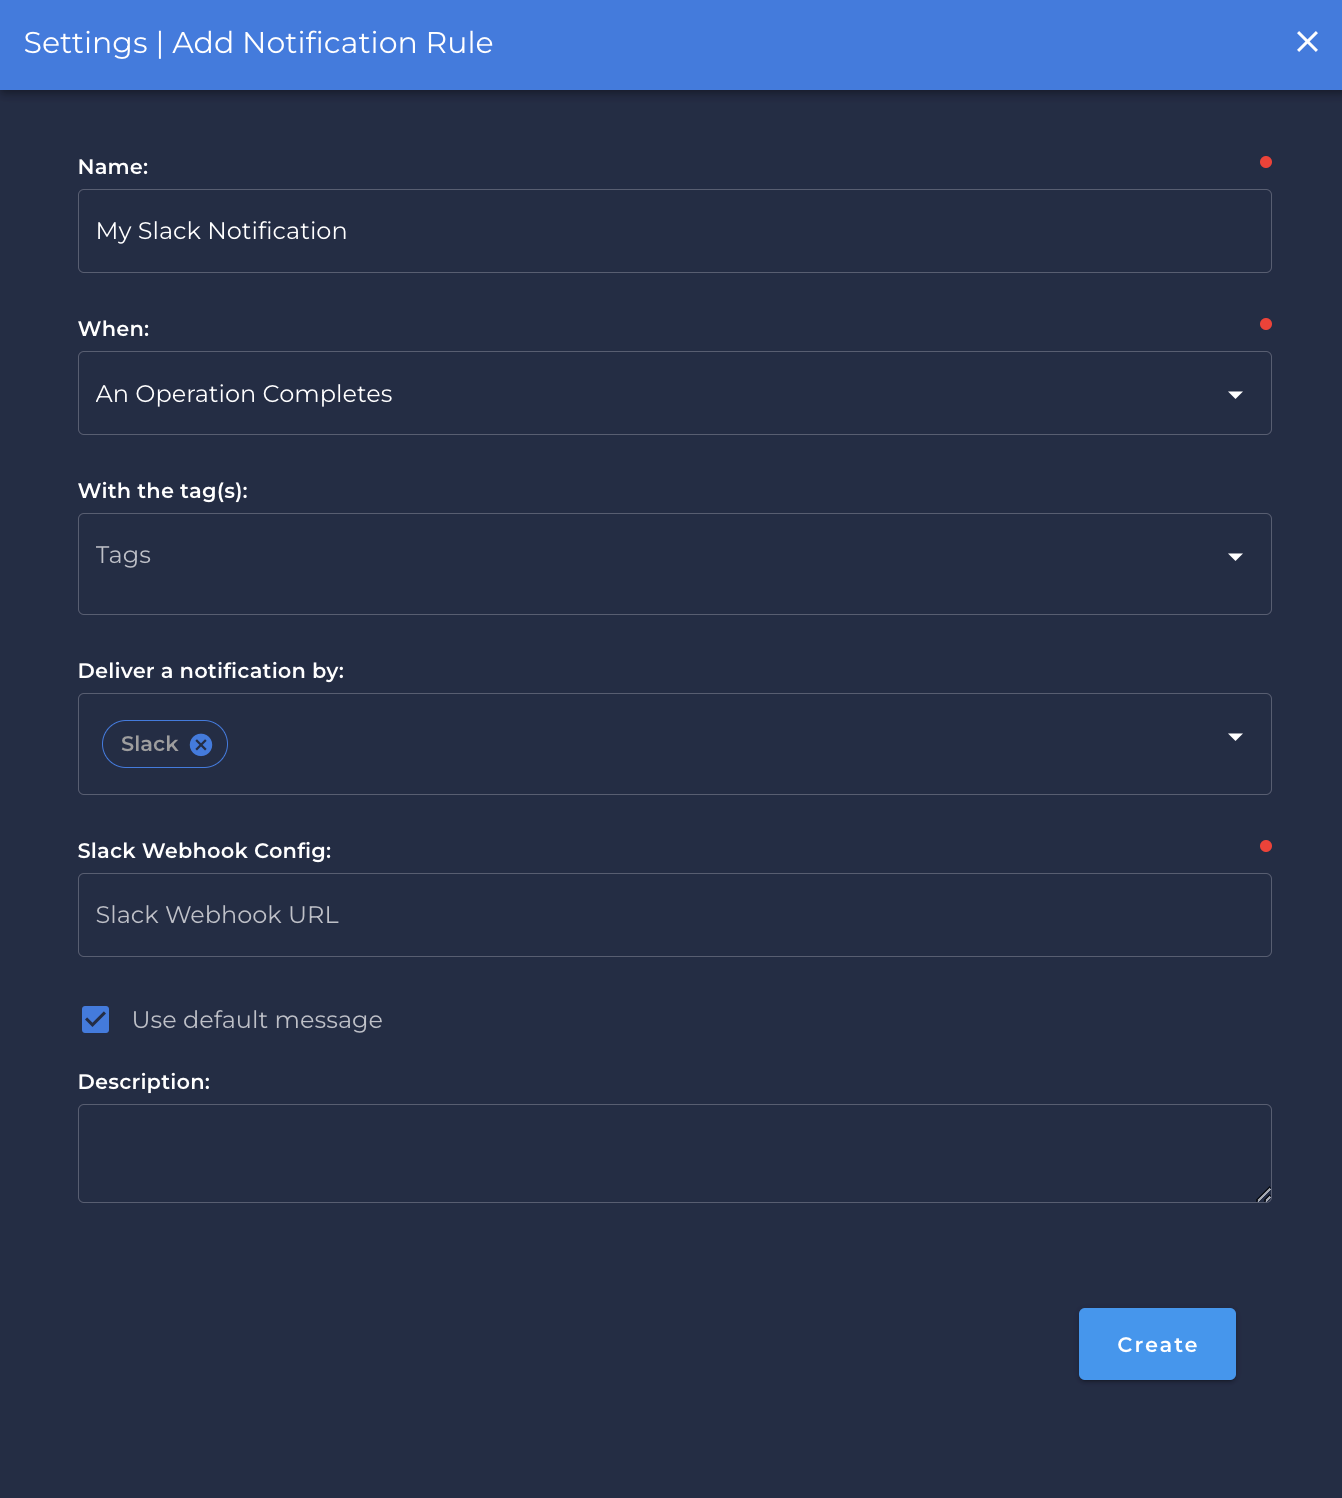 Settings | Add Notification Rule
Name:
My Slack Notification
When:
An Operation Completes
With the tag(s):
Tags
Deliver a notification by:
Slack
Slack Webhook Config:
Slack Webhook URL
Use default message
Description:
Create